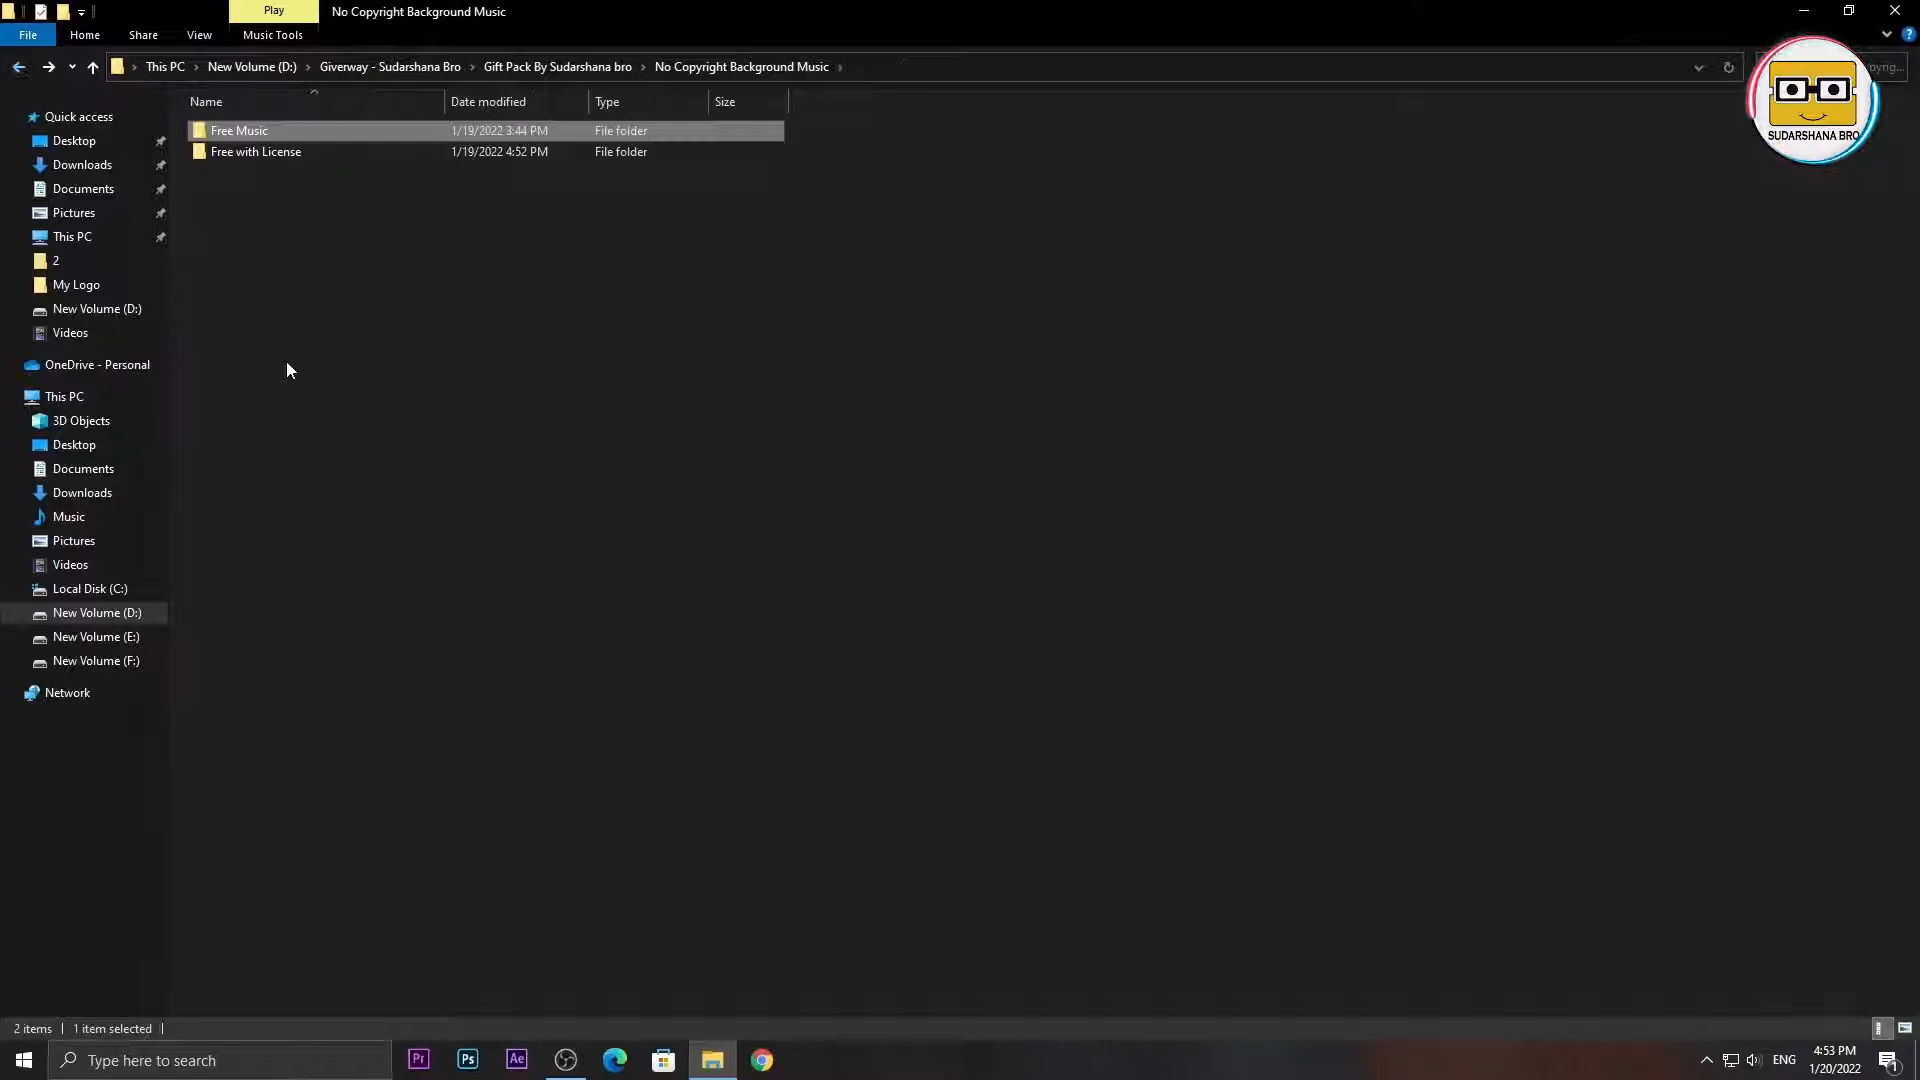 Play
No Copyright Background Music
File
Home
Share
View
Music Tools
This PC
New Volume (D:)
Giverway - Sudarshana Bro
Gift Pack By Sudarshana bro
No Copyright Background Music
SUDARSHANA BRO
Name
Date modified
Type
Size
Free Music
1/19/2022 3:44 PM
File folder
Free with License
1/19/2022 4:52 PM
File folder
Quick access
Desktop
Downloads
Documents
Pictures
This PC
2
My Logo
New Volume (D:)
Videos
OneDrive - Personal
This PC
3D Objects
Desktop
Documents
Downloads
Music
Pictures
Videos
Local Disk (C:)
New Volume (D:)
New Volume (E:)
New Volume (F:)
Network
2 items
1 item selected
Type here to search
Pr
Ps
Ae
ENG
4:53 PM
1/20/2022
1